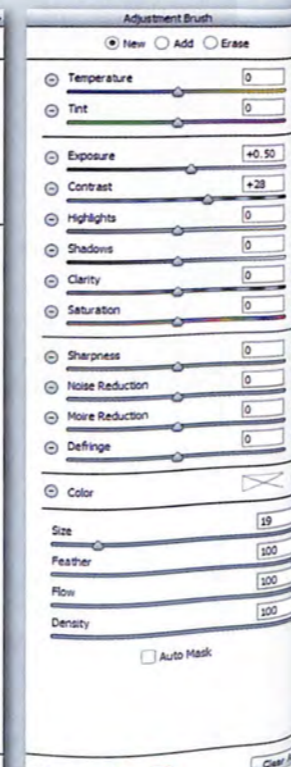 Adjustment Brush
New Add Erase
Temperature 0
Tint 0
Exposure +0.50
Contrast +28
Highlights 0
Shadows 0
Clarity 0
Saturation 0
Sharpness 0
Noise Reduction 0
Moire Reduction 0
Defringe 0
Color
Size 19
Feather 100
Flow 100
Density 100
Auto Mask
Clear